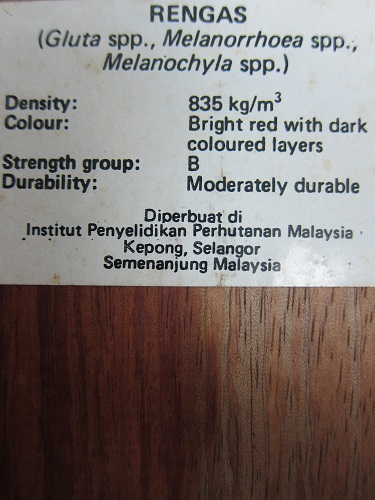 RENGAS
(Gluta spp., Melanorrhoea spp.,
Melanochyla spp.)
Density: 835 kg/m³
Colour: Bright red with dark
coloured layers
Strength group: B
Durability: Moderately durable
Diperbuat di
Institut Penyelidikan Perhutanan Malaysia
Kepong, Selangor
Semenanjung Malaysia